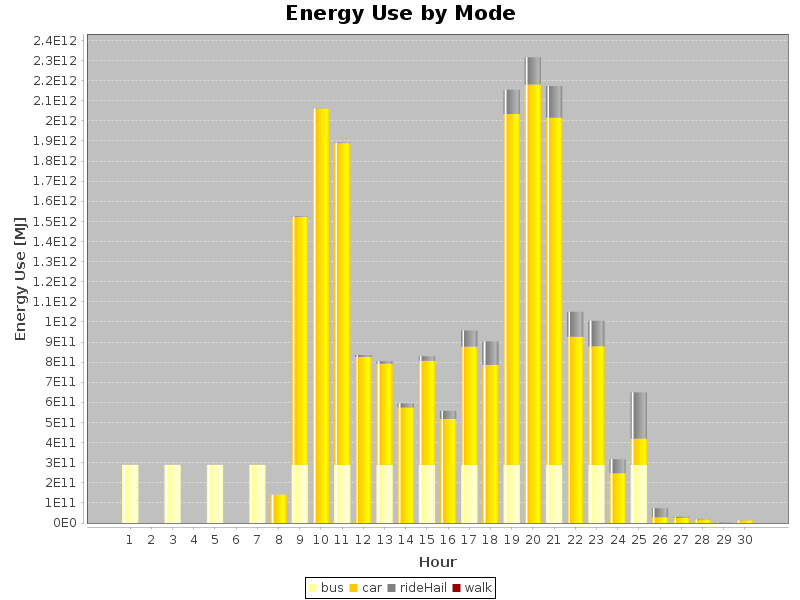 Energy Use by Mode
Energy Use [MJ]
2.4E12
2.3E12
2.2E12
2.1E12
2E12
1.9E12
1.8E12
1.7E12
1.6E12
1.5E12
1.4E12
1.3E12
1.2E12
1.1E12
1E12
9E11
8E11
7E11
6E11
5E11
4E11
3E11
2E11
1E11
0E0
1 2 3 4 5 6 7 8 9 10 11 12 13 14 15 16 17 18 19 20 21 22 23 24 25 26 27 28 29 30
Hour
bus car rideHail walk